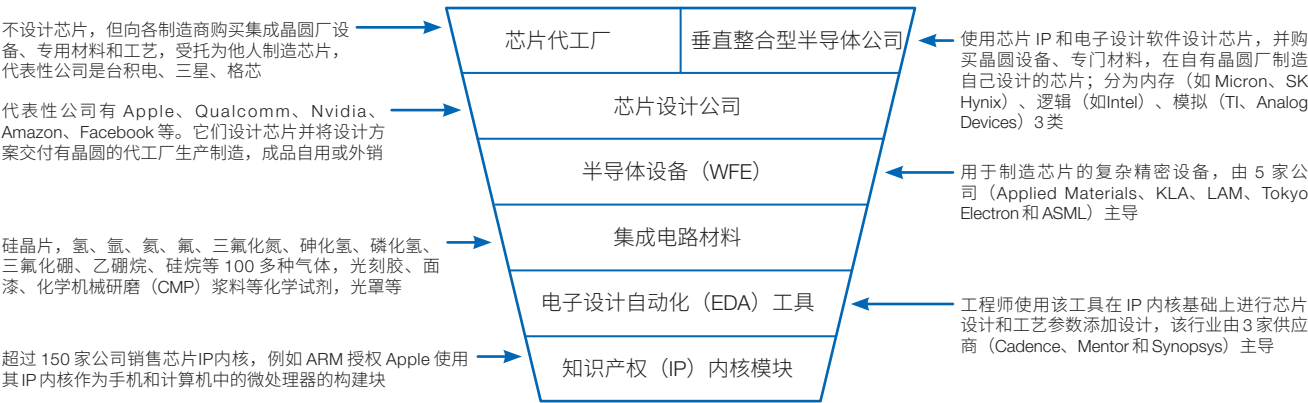 不设计芯片，但向各制造商购买集成晶圆厂设
备、专用材料和工艺，受托为他人制造芯片，
代表性公司是台积电、三星、格芯
芯片代工厂
垂直整合型半导体公司
使用芯片 IP 和电子设计软件设计芯片，并购
买晶圆设备、专门材料，在自有晶圆厂制造
自己设计的芯片；分为内存（如 Micron、SK
Hynix）、逻辑（如Intel）、模拟（TI、Analog
Devices）3类
代表性公司有 Apple、Qualcomm、Nvidia、
Amazon、Facebook 等。它们设计芯片并将设计方
案交付有晶圆的代工厂生产制造，成品自用或外销
芯片设计公司
半导体设备（WFE）
用于制造芯片的复杂精密设备，由 5 家公
司（Applied Materials、KLA、LAM、Tokyo
Electron 和 ASML）主导
硅晶片，氢、氩、氦、氟、三氟化氮、砷化氢、磷化氢、
三氟化硼、乙硼烷、硅烷等 100 多种气体，光刻胶、面
漆、化学机械研磨（CMP）浆料等化学试剂，光罩等
集成电路材料
电子设计自动化（EDA）工具
工程师使用该工具在 IP 内核基础上进行芯片
设计和工艺参数添加设计，该行业由 3 家供应
商（Cadence、Mentor 和 Synopsys）主导
超过 150 家公司销售芯片IP内核，例如 ARM 授权 Apple 使用
其 IP 内核作为手机和计算机中的微处理器的构建块
知识产权（IP）内核模块